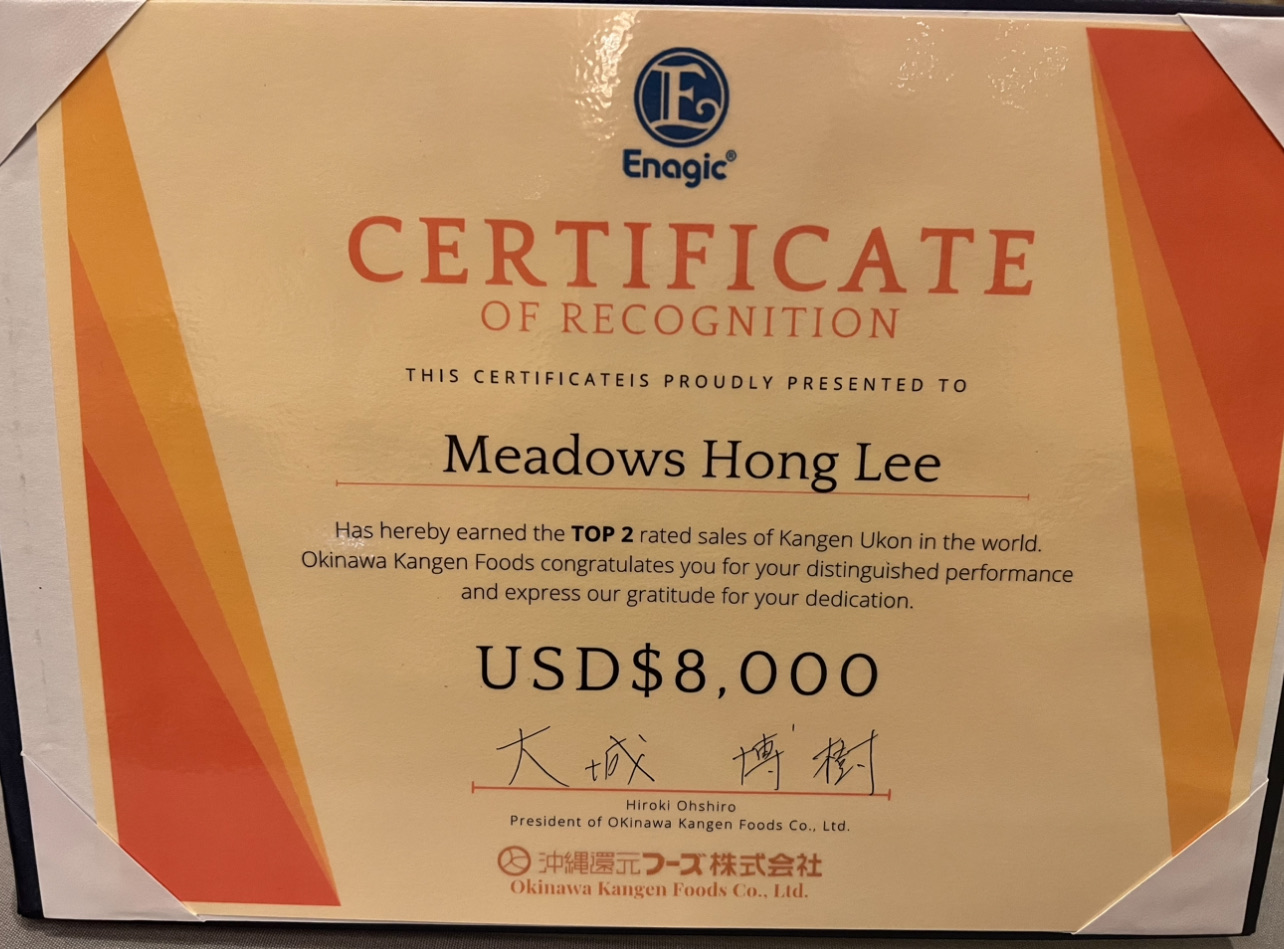 E
Enagic®
CERTIFICATE
OF RECOGNITION
THIS CERTIFICATEIS PROUDLY PRESENTED TO
Meadows Hong Lee
Has hereby earned the TOP 2 rated sales of Kangen Ukon in the world.
Okinawa Kangen Foods congratulates you for your distinguished performance
and express our gratitude for your dedication.
USD$8,000
大城 博樹
Hiroki Ohshiro
President of OKinawa Kangen Foods Co., Ltd.
沖縄還元フーズ株式会社
Okinawa Kangen Foods Co., Ltd.